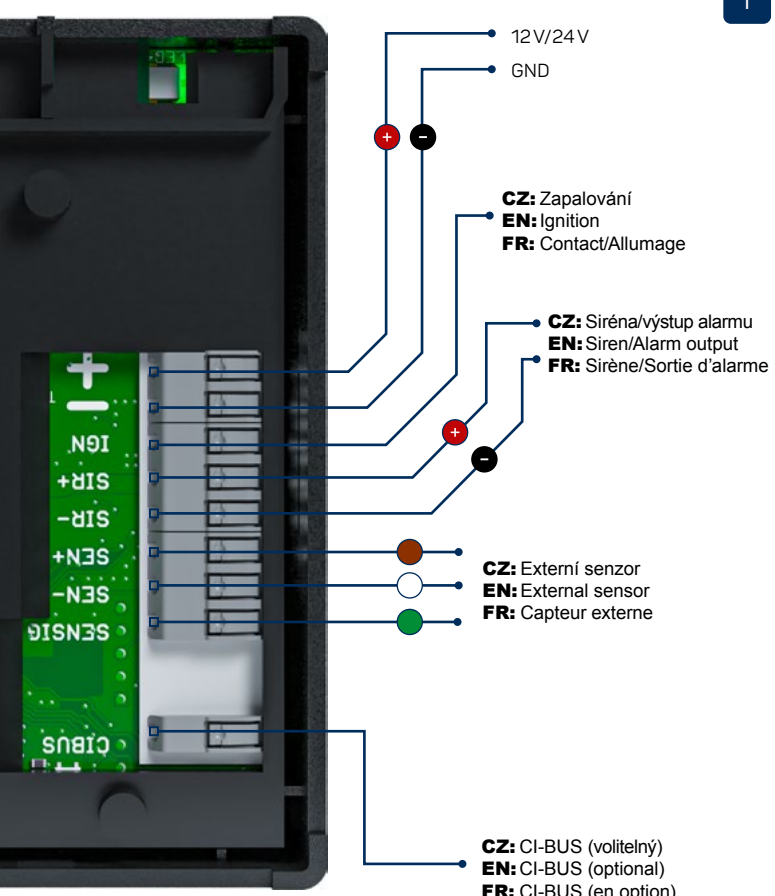 1
12V/24V
GND
+ -
CZ: Zapalování
EN: Ignition
FR: Contact/Allumage
CZ: Siréna/výstup alarmu
EN: Siren/Alarm output
FR: Sirène/Sortie d'alarme
+
-
CZ: Externí senzor
EN: External sensor
FR: Capteur externe
CZ: CI-BUS (volitelný)
EN: CI-BUS (optional)
FR: CI-BUS (en option)
+
-
IGN
SIR+
SIR-
SEN+
SEN-
SENSIG
CIBUS